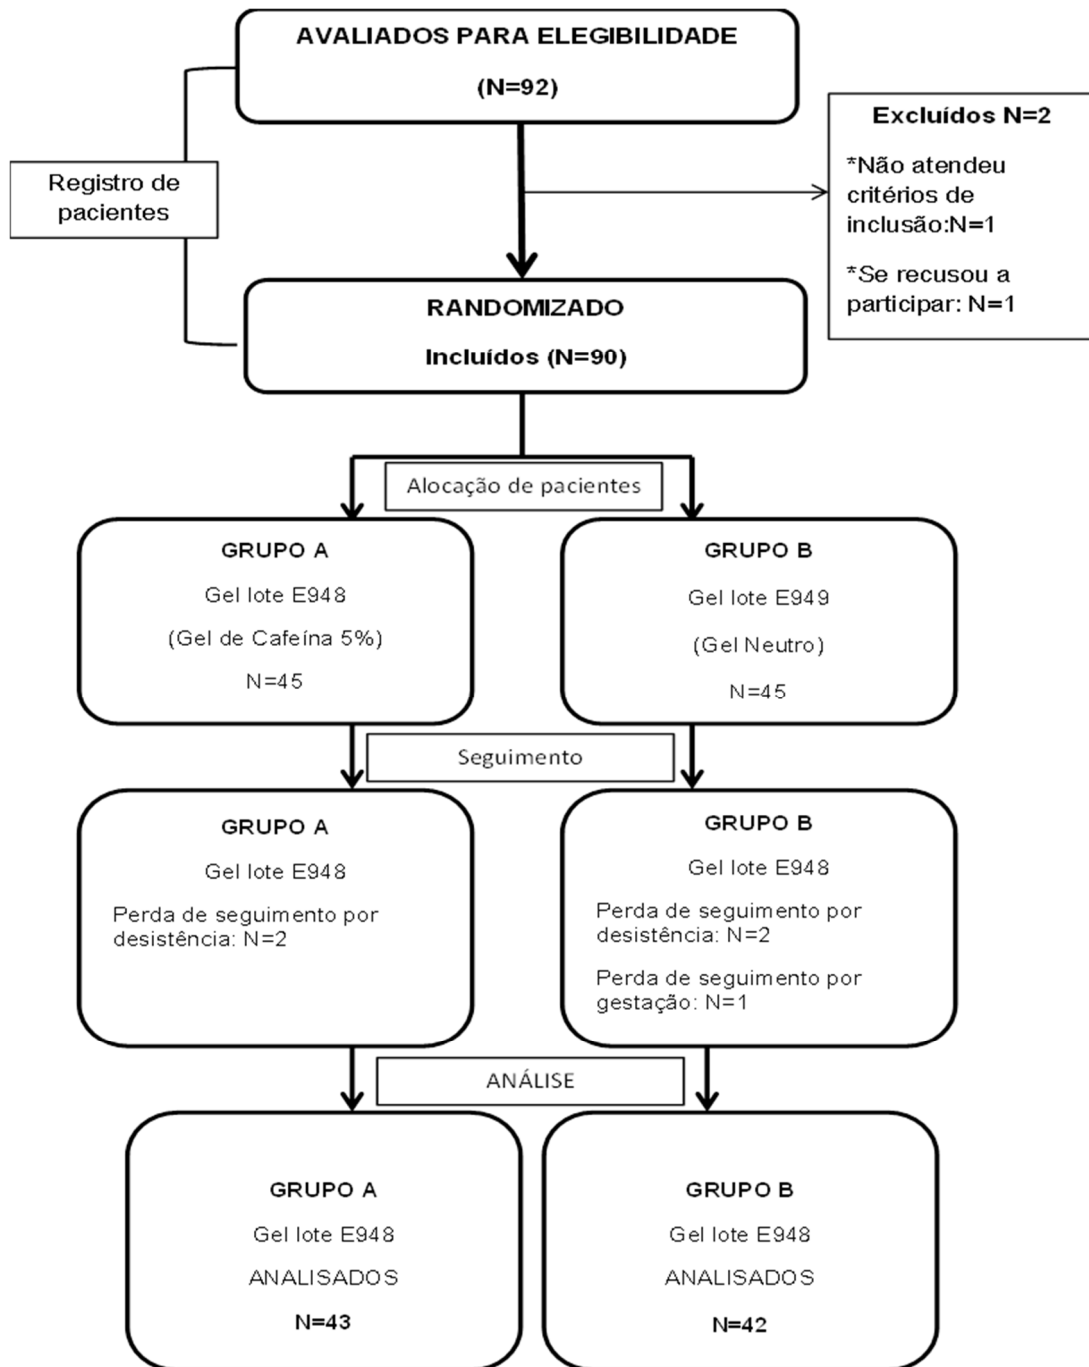 AVALIADOS PARA ELEGIBILIDADE
(N=92)
Excluídos N=2
*Não atendeu
critérios de
inclusão:N=1
*Se recusou a
participar: N=1
Registro de
pacientes
RANDOMIZADO
Incluídos (N=90)
Alocação de pacientes
GRUPO A
Gel lote E948
(Gel de Cafeína 5%)
N=45
GRUPO B
Gel lote E949
(Gel Neutro)
N=45
Seguimento
GRUPO A
Gel lote E948
Perda de seguimento por
desistência: N=2
GRUPO B
Gel lote E948
Perda de seguimento por
desistência: N=2
Perda de seguimento por
gestação: N=1
ANÁLISE
GRUPO A
Gel lote E948
ANALISADOS
N=43
GRUPO B
Gel lote E948
ANALISADOS
N=42